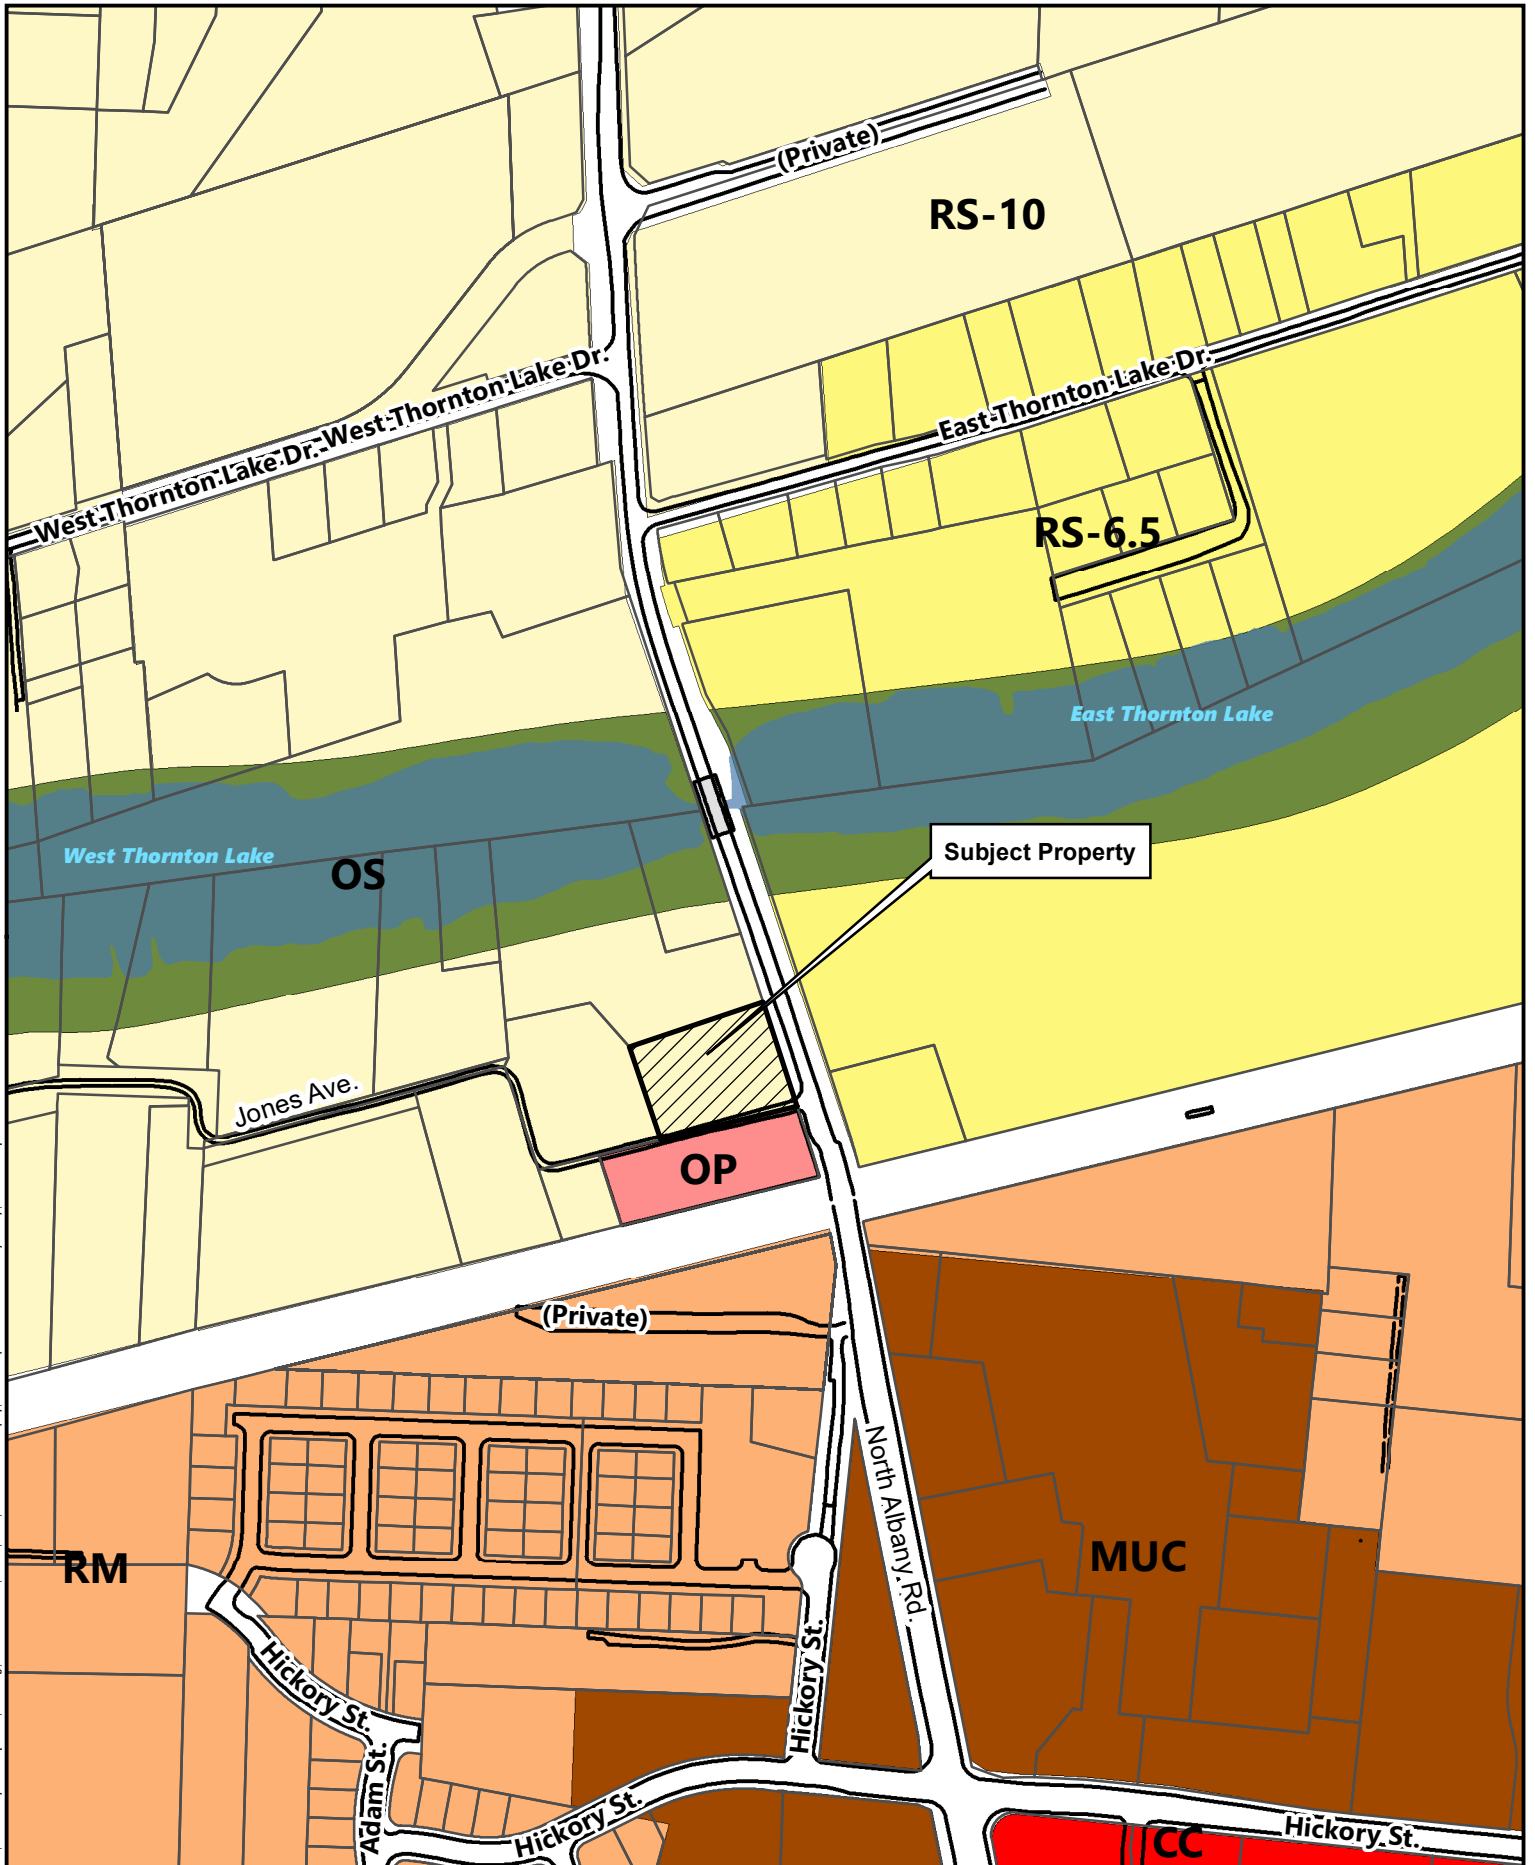 (Private)
RS-10
West Thornton Lake Dr.
West Thornton Lake Dr.
East Thornton Lake Dr.
RS-6.5
East Thornton Lake
West Thornton Lake
OS
Subject Property
Jones Ave.
OP
(Private)
North Albany Rd.
MUC
RM
Hickory St.
Hickory St.
Adam St.
Hickory St.
Hickory St.
CC